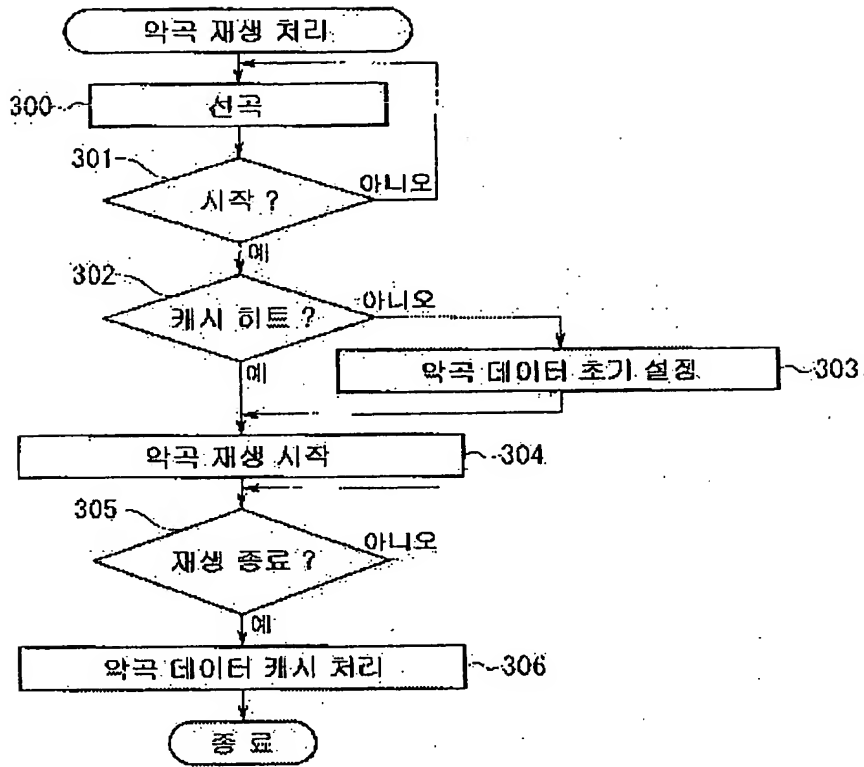 악곡 재생 처리
300
선곡
301
시작 ?
아니오
예
302
캐시 히트 ?
아니오
예
악곡 데이터 초기 설정
303
악곡 재생 시작
304
305
재생 종료 ?
아니오
예
악곡 데이터 캐시 처리
306
종료